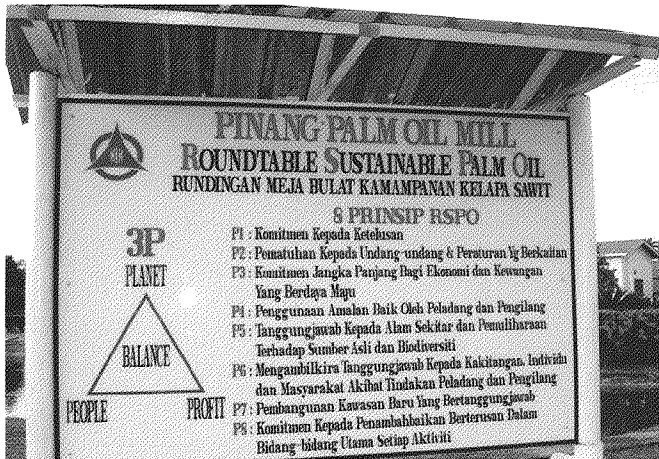 PINANG PALM OIL MILL
ROUNDTABLE SUSTAINABLE PALM OIL
RUNDINGAN MEJA BULAT KAMAMPANAN KELAPA SAWIT
8 PRINSIP RSPO
3P
PLANET
BALANCE
PEOPLE
PROFIT
P1 : Komitmen Kepada Ketelusan
P2 : Pematuhan Kepada Undang-undang & Peraturan Yg Berkaitan
P3 : Komitmen Jangka Panjang Bagi Ekonomi dan Kewangan
Yang Berdaya Maju
P4 : Penggunaan Amalan Baik Oleh Peladang dan Pengilang
P5 : Tanggungjawab Kepada Alam Sekitar dan Pemuliharaan
Terhadap Sumber Asli dan Biodiversiti
P6 : Mengambilkira Tanggungjawab Kepada Kakitangan, Individu
dan Masyarakat Akibat Tindakan Peladang dan Pengilang
P7 : Pembangunan Kawasan Baru Yang Bertanggungjawab
P8 : Komitmen Kepada Penambahbaikan Berterusan Dalam
Bidang-bidang Utama Setiap Aktiviti